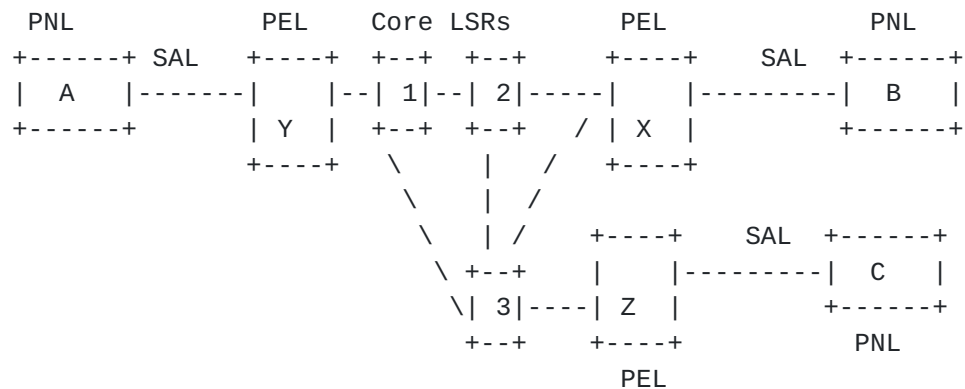 PNL PEL Core LSRs PEL PNL
SAL SAL
A 1 2 B
Y X
SAL
C
3 Z
PNL
PEL